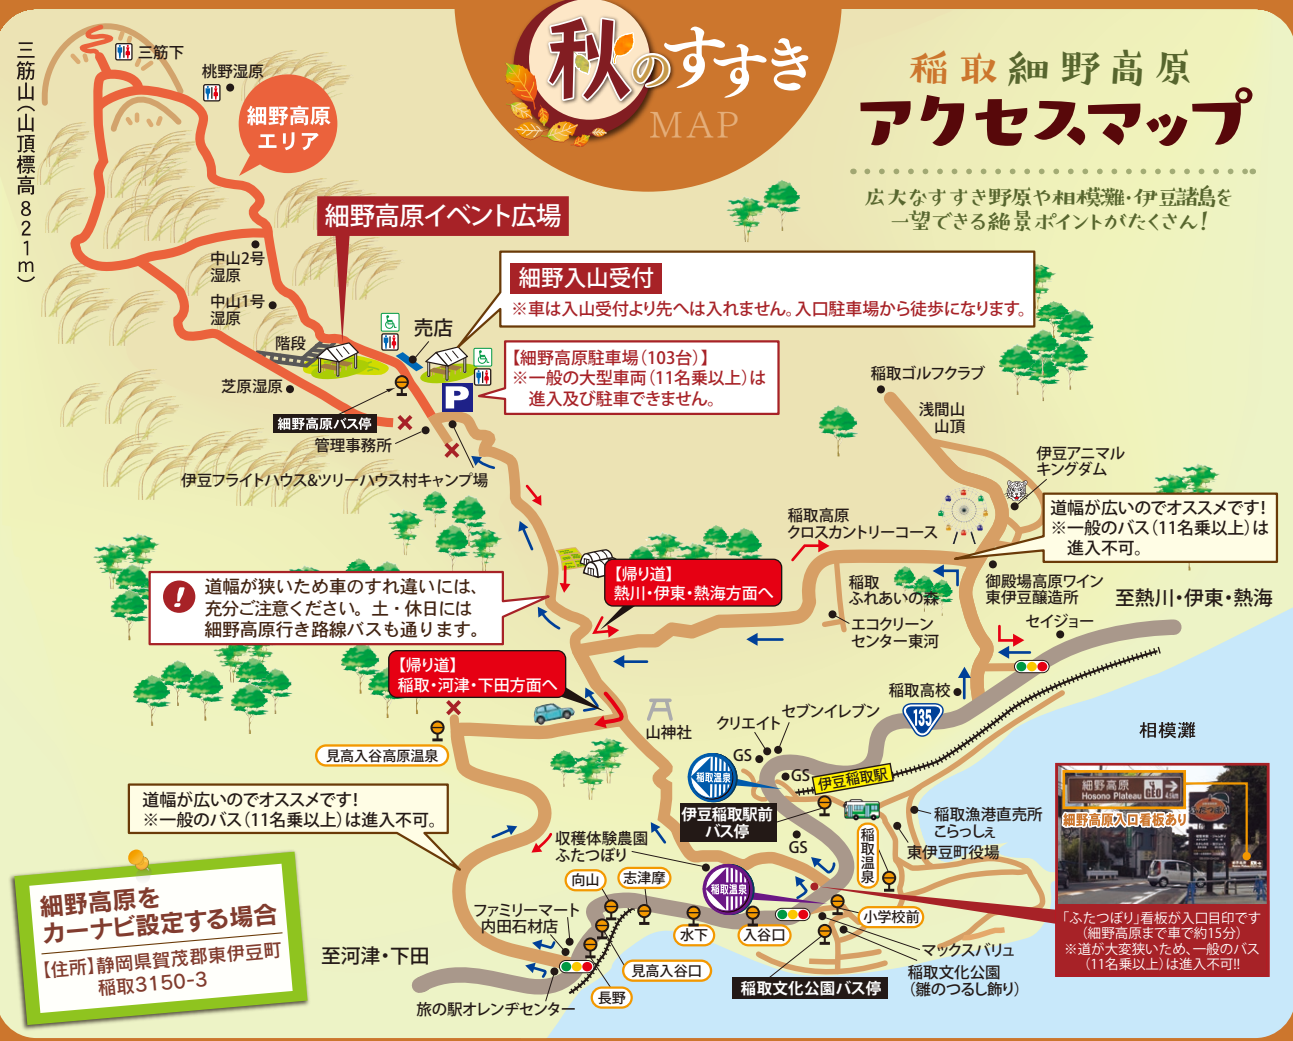 秋のすすき
MAP
稲取細野高原
アクセスマップ
広大なすすき野原や相模灘・伊豆諸島を
一望できる絶景ポイントがたくさん!
三筋山(山頂標高821m)
三筋下
桃野湿原
細野高原
エリア
細野高原イベント広場
中山2号
湿原
中山1号
湿原
階段
芝原湿原
売店
細野入山受付
※車は入山受付より先へは入れません。入口駐車場から徒歩になります。
【細野高原駐車場(103台)】
※一般の大型車両(11名乗以上)は
進入及び駐車できません。
P
細野高原バス停
管理事務所
伊豆フライトハウス&ツリーハウス村キャンプ場
稲取ゴルフクラブ
浅間山
山頂
伊豆アニマル
キングダム
道幅が広いのでオススメです!
※一般のバス(11名乗以上)は
進入不可。
稲取高原
クロスカントリーコース
稲取
ふれあいの森
エコクリーン
センター東河
御殿場高原ワイン
東伊豆醸造所
至熱川・伊東・熱海
セイジョー
稲取高校
135
!
道幅が狭いため車のすれ違いには、
充分ご注意ください。土・休日には
細野高原行き路線バスも通ります。
【帰り道】
熱川・伊東・熱海方面へ
【帰り道】
稲取・河津・下田方面へ
見高入谷高原温泉
山神社
クリエイト
セブンイレブン
GS
GS
稲取温泉
伊豆稲取駅
伊豆稲取駅前
バス停
GS
稲取温泉
稲取漁港直売所
こらっしぇ
東伊豆町役場
相模灘
道幅が広いのでオススメです!
※一般のバス(11名乗以上)は進入不可。
収穫体験農園
ふたつぼり
稲取温泉
向山
志津摩
水下
入谷口
小学校前
ファミリーマート
内田石材店
見高入谷口
長野
至河津・下田
旅の駅オレンヂセンター
マックスバリュ
稲取文化公園
(雛のつるし飾り)
稲取文化公園バス停
細野高原を
カーナビ設定する場合
【住所】静岡県賀茂郡東伊豆町
稲取3150-3
細野高原
Hosono Plateau
GEO
4.5km
ふたつぼり
細野高原入口看板あり
「ふたつぼり」看板が入口目印です
(細野高原まで車で約15分)
※道が大変狭いため、一般のバス
(11名乗以上)は進入不可!!